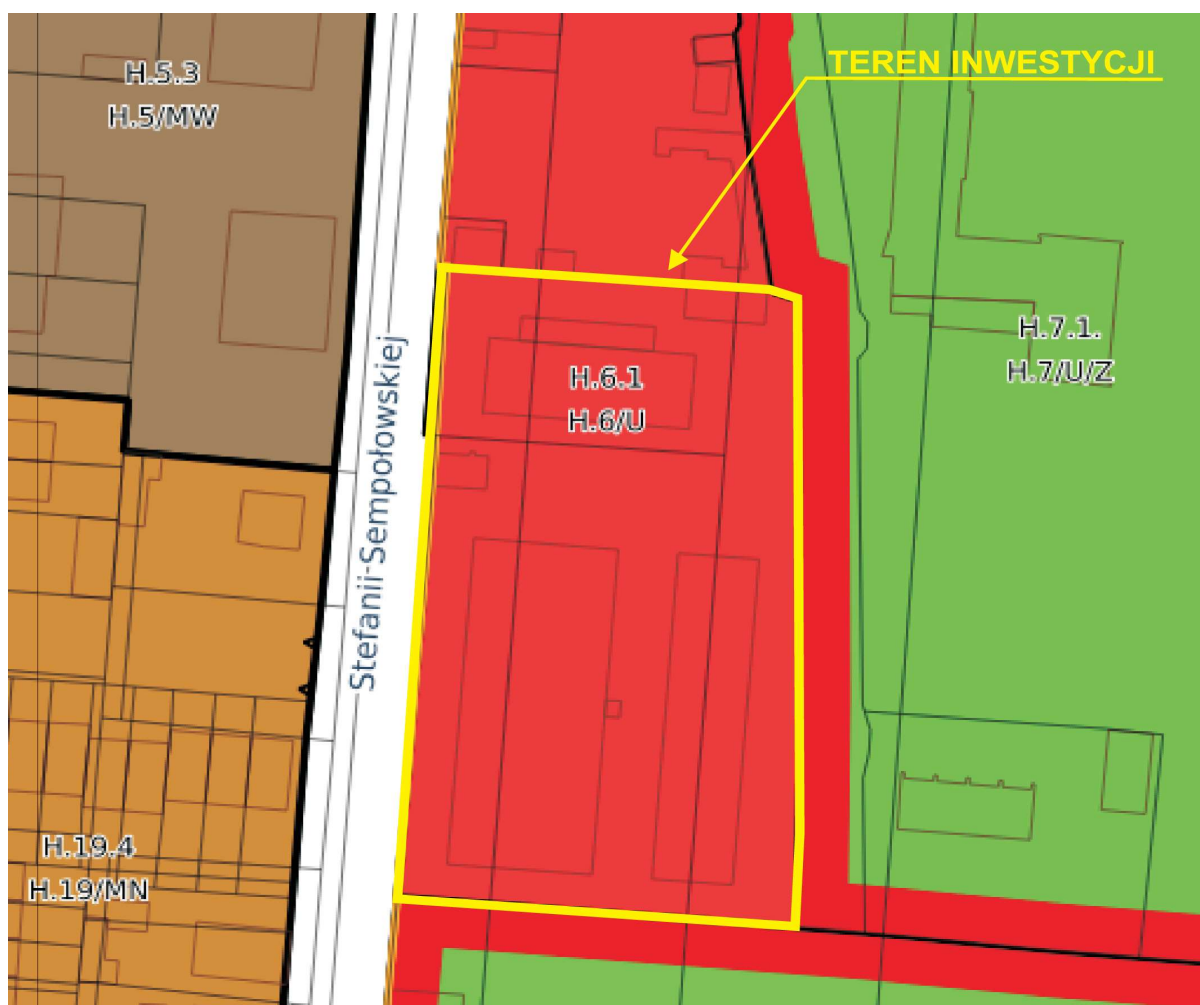 TEREN INWESTYCJI
H.5.3
H.5/MW
H.7.1.
H.7/U/Z
H.6.1
H.6/U
Stefanii-Sempołowskiej
H.19.4
H.19/MN